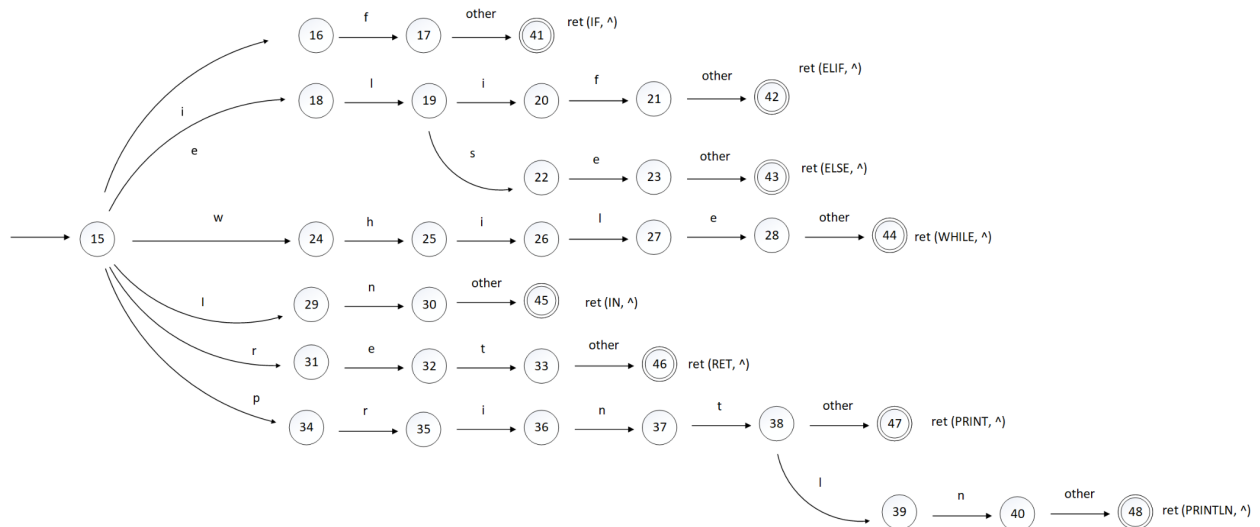 f other
16 17 41 ret (IF, ^)
i
l i f other
18 19 20 21 42 ret (ELIF, ^)
e
s e other
22 23 43 ret (ELSE, ^)
w h i l e other
15 24 25 26 27 28 44 ret (WHILE, ^)
l n other
29 30 45 ret (IN, ^)
r e t other
31 32 33 46 ret (RET, ^)
p r i n t other
34 35 36 37 38 47 ret (PRINT, ^)
l n other
39 40 48 ret (PRINTLN, ^)